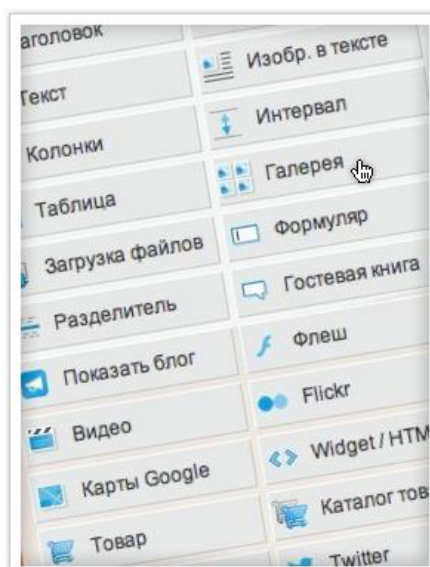 аголовок
Изобр. в тексте
Текст
Интервал
Колонки
Галерея
Таблица
Формуляр
Загрузка файлов
Гостевая книга
Разделитель
Флеш
Показать блог
Flickr
Видео
Widget / HTM
Карты Google
Каталог тов
Товар
Twitter